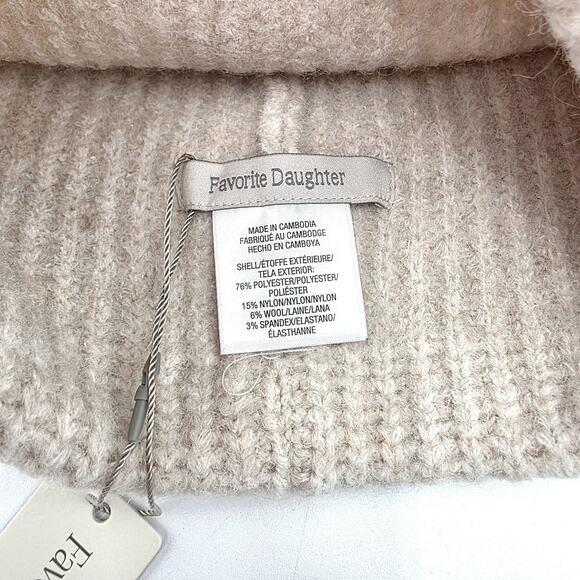 Favorite Daughter
MADE IN CAMBODIA
FABRIQUÉ AU CAMBODGE
HECHO EN CAMBOYA
SHELL/ÉTOFFE EXTÉRIEURE/
TELA EXTERIOR:
76% POLYESTER/POLYESTER/
POLIÉSTER
15% NYLON/NYLON/NYLON
6% WOOL/LAINE/LANA
3% SPANDEX/ELASTANO/
ÉLASTHANNE
Fav